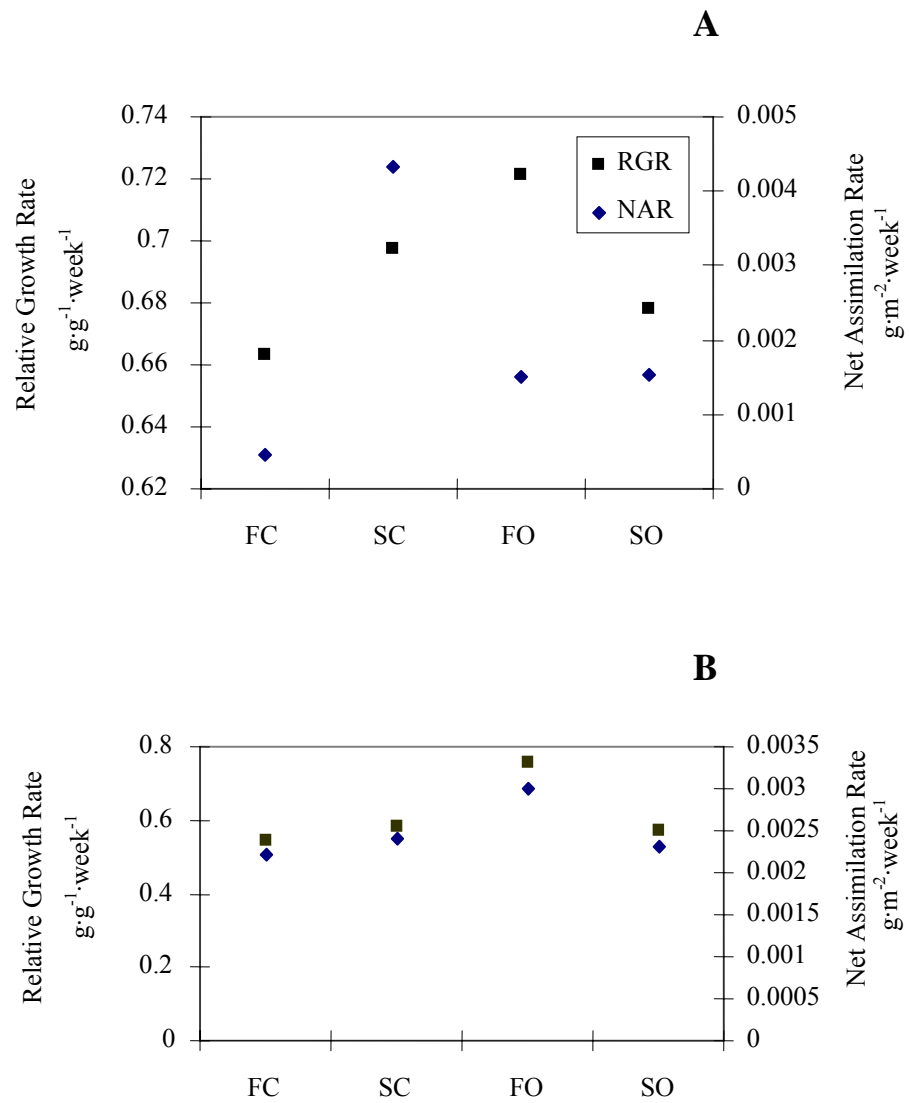 A
0.74
0.72
0.7
0.68
0.66
0.64
0.62
Relative Growth Rate
g·g⁻¹·week⁻¹
RGR
NAR
0.005
0.004
0.003
0.002
0.001
0
Net Assimilation Rate
g·m⁻²·week⁻¹
FC SC FO SO
B
0.8
0.6
0.4
0.2
0
Relative Growth Rate
g·g⁻¹·week⁻¹
0.0035
0.003
0.0025
0.002
0.0015
0.001
0.0005
0
Net Assimilation Rate
g·m⁻²·week⁻¹
FC SC FO SO